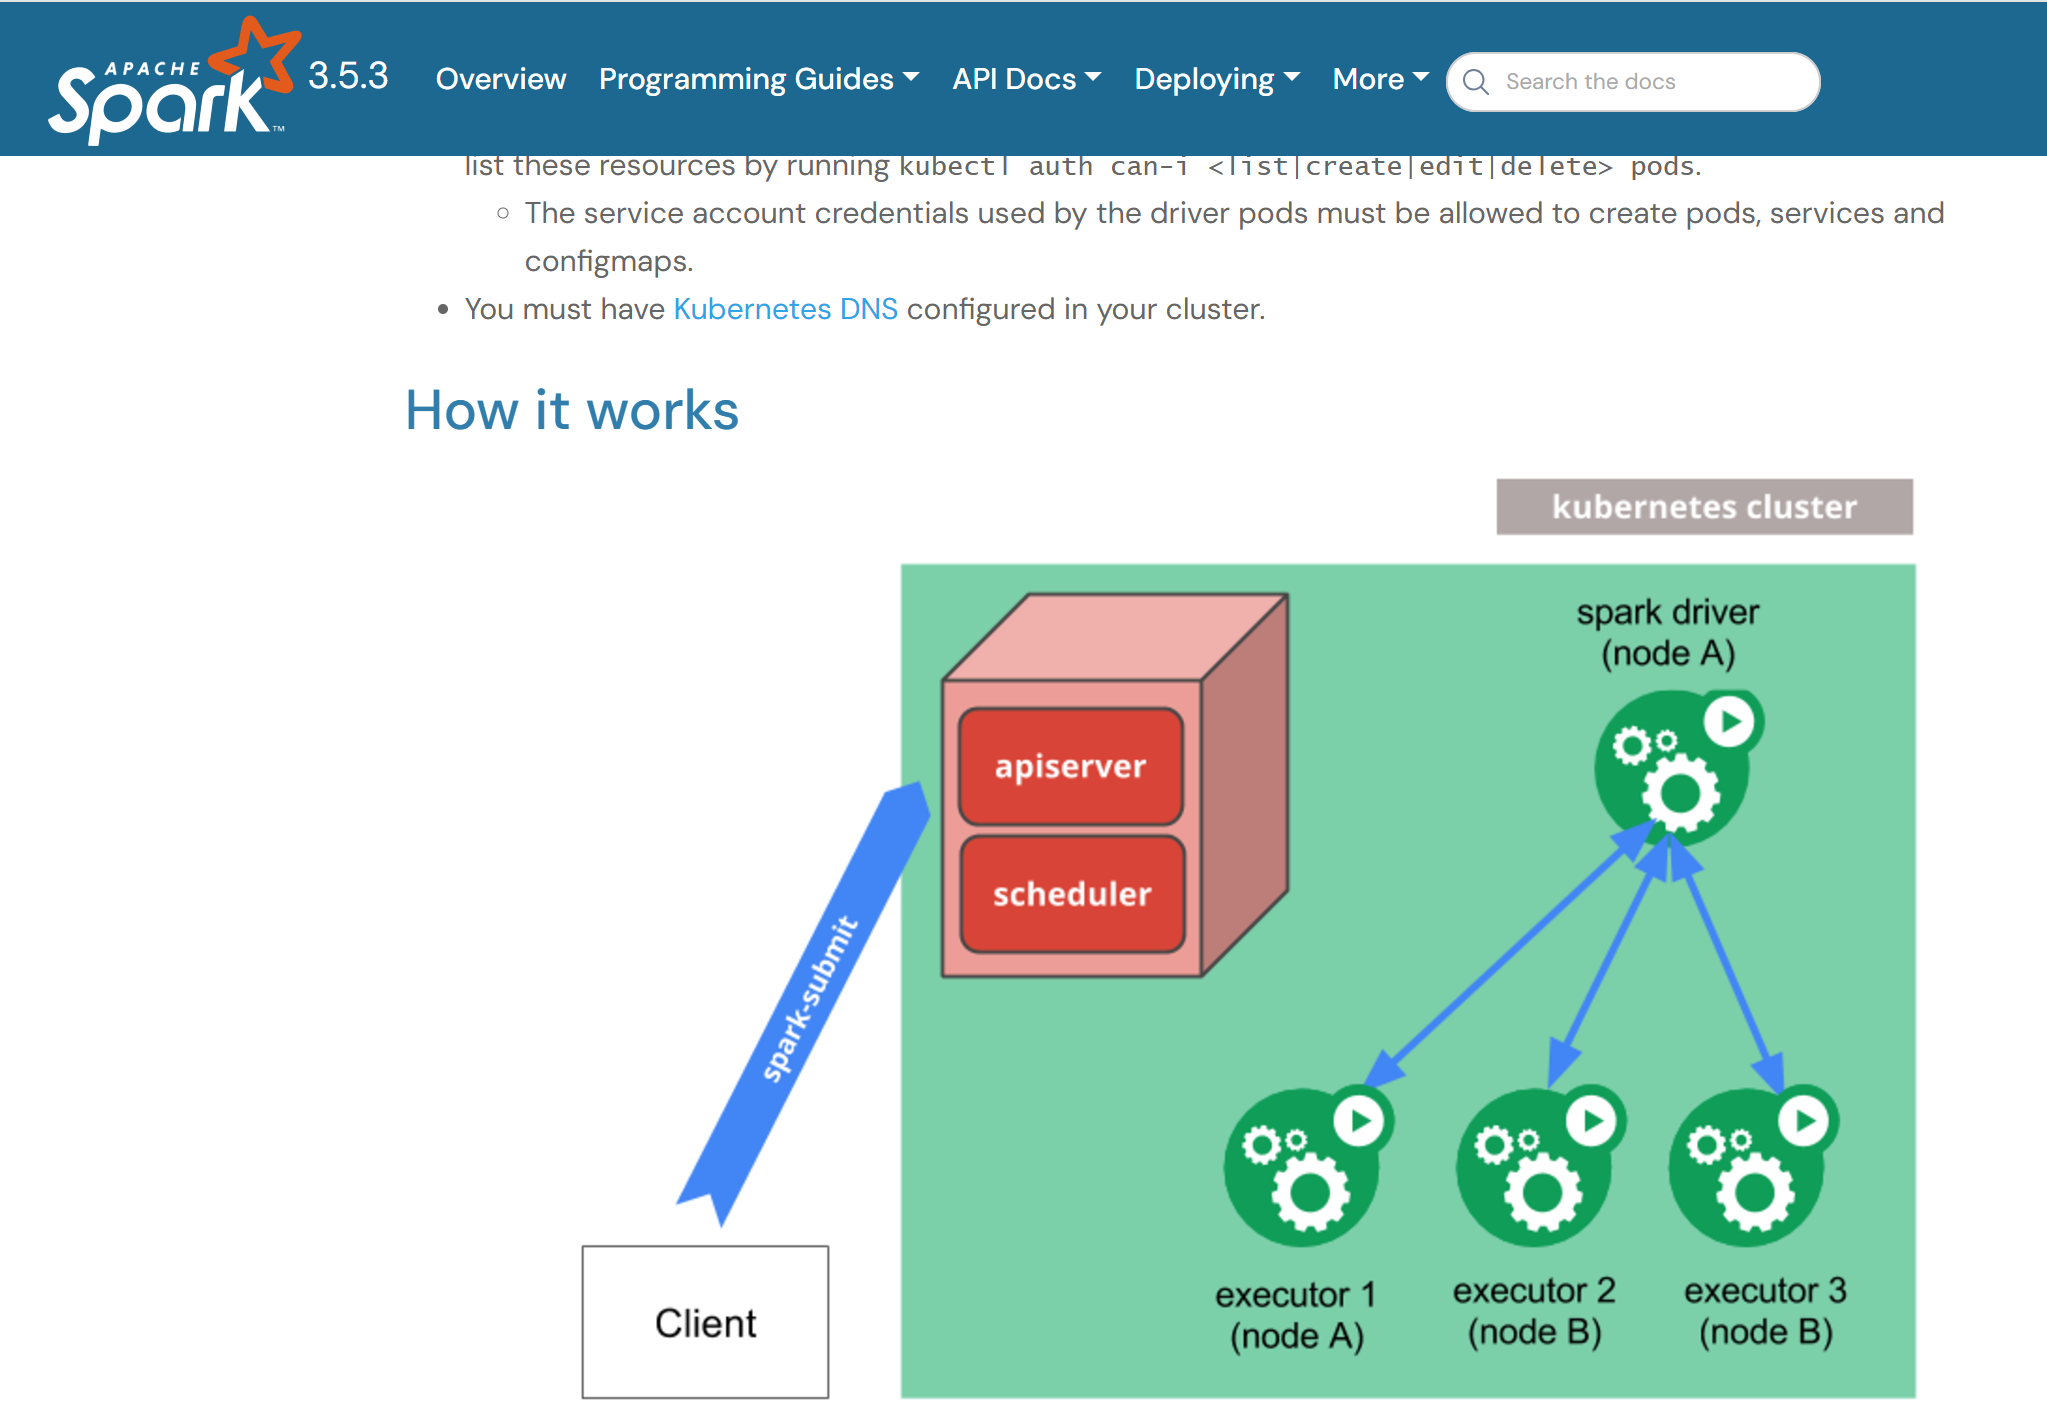 APACHE
Spark™ 3.5.3 Overview Programming Guides API Docs Deploying More Search the docs
list these resources by running kubectl auth can-i <list|create|edit|delete> pods.
The service account credentials used by the driver pods must be allowed to create pods, services and
configmaps.
You must have Kubernetes DNS configured in your cluster.
How it works
kubernetes cluster
spark driver
(node A)
apiserver
scheduler
spark-submit
Client
executor 1
(node A)
executor 2
(node B)
executor 3
(node B)